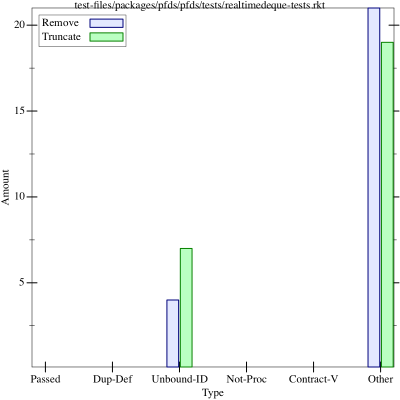 test-files/packages/pfds/pfds/tests/realtimedeque-tests.rkt
Remove
Truncate
20
15
10
5
Amount
Passed Dup-Def Unbound-ID Not-Proc Contract-V Other
Type